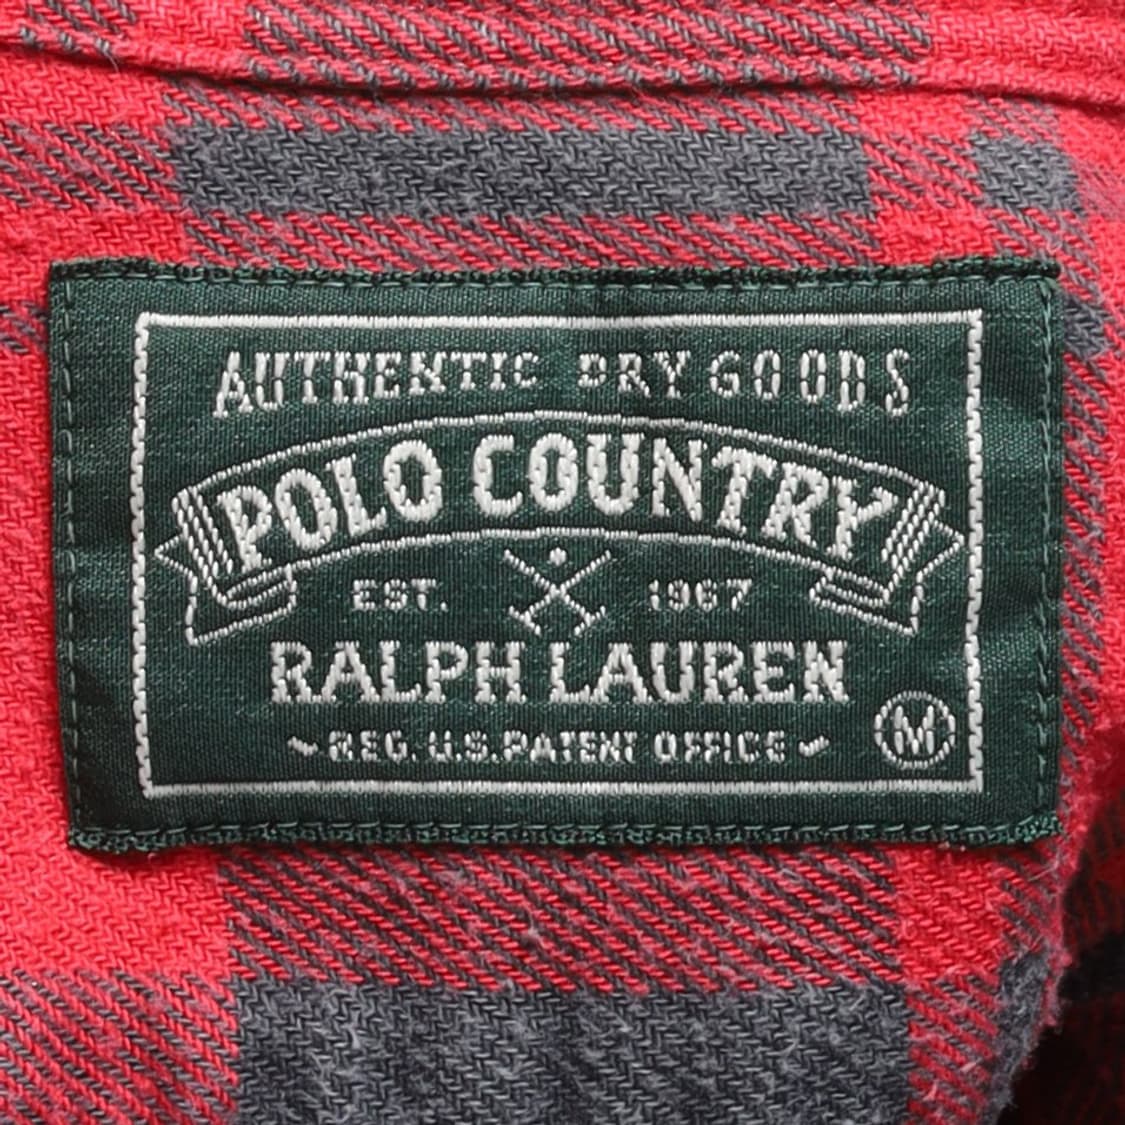 AUTHENTIC DRY GOODS
POLO COUNTRY
EST. 1967
RALPH LAUREN
~REG. U.S. PATENT OFFICE~
M